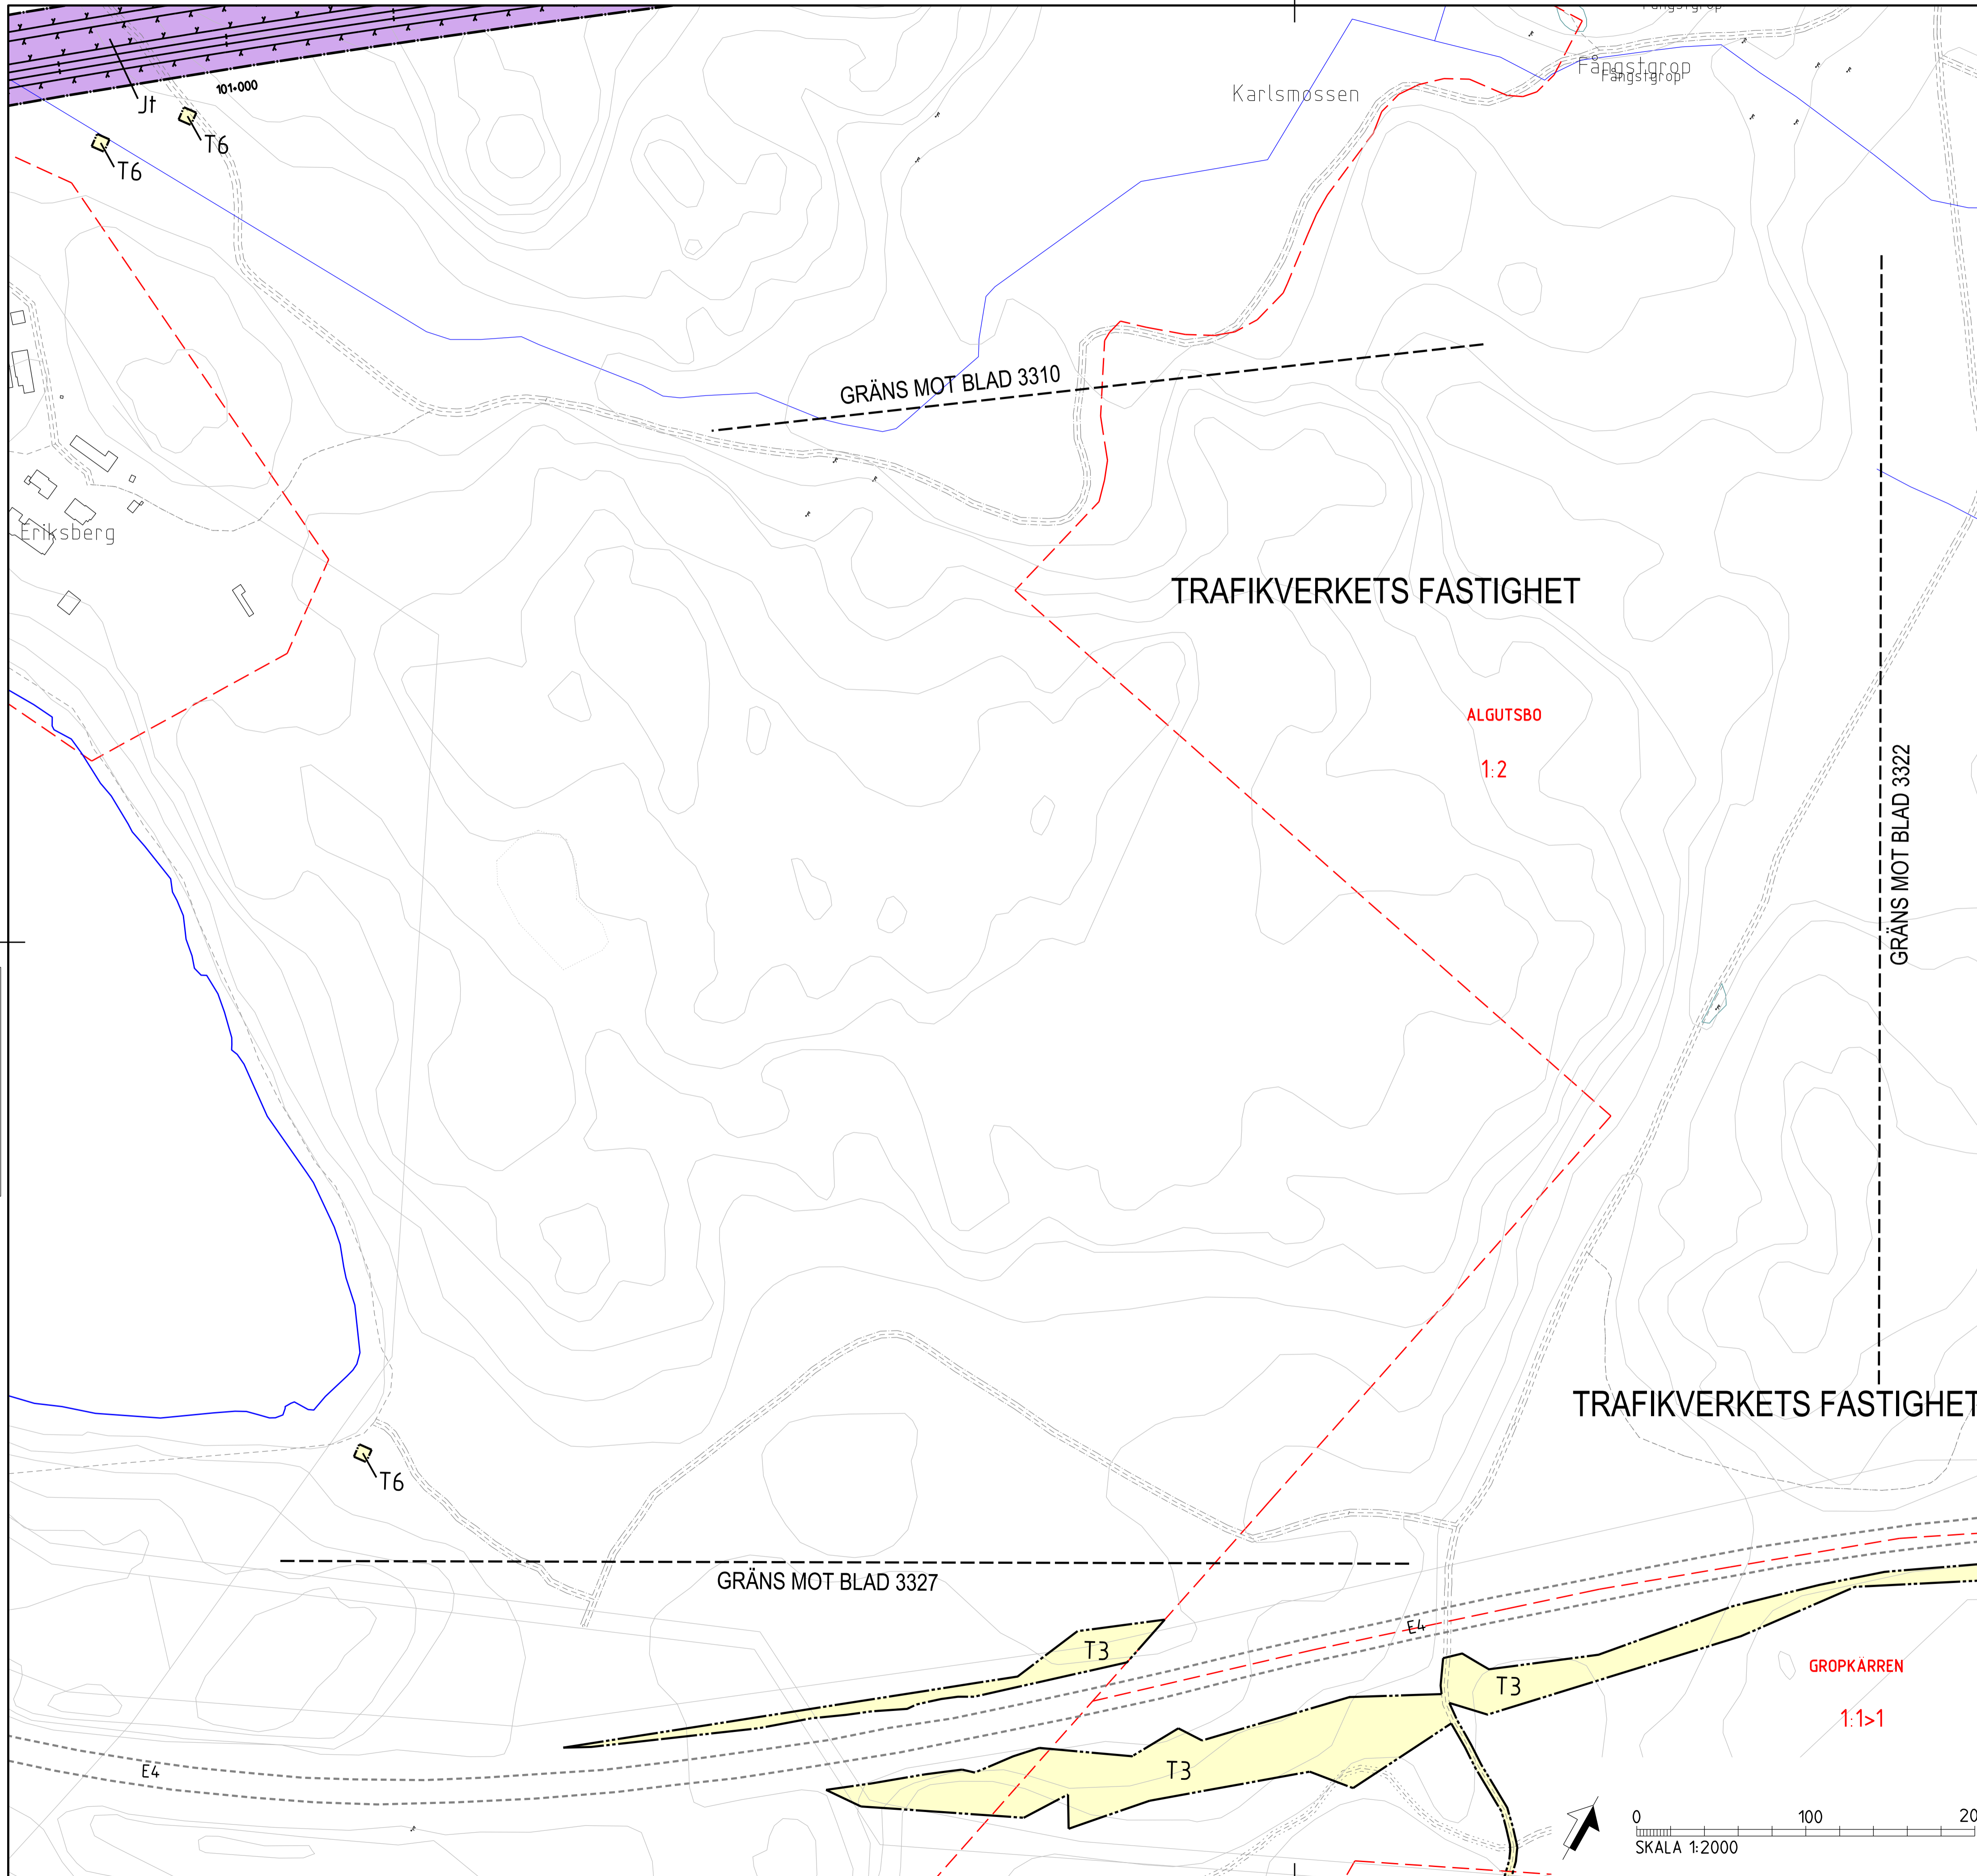 Fångstgrop
Jt
101+000
T6
T6
Karlsmossen
Fångstgrop
Fångstgrop
GRÄNS MOT BLAD 3310
Eriksberg
TRAFIKVERKETS FASTIGHET
ALGUTSBO
1:2
GRÄNS MOT BLAD 3322
TRAFIKVERKETS FASTIGHET
T6
GRÄNS MOT BLAD 3327
T3
E4
T3
GROPKÄRREN
1:1>1
E4
T3
0 100 20
SKALA 1:2000